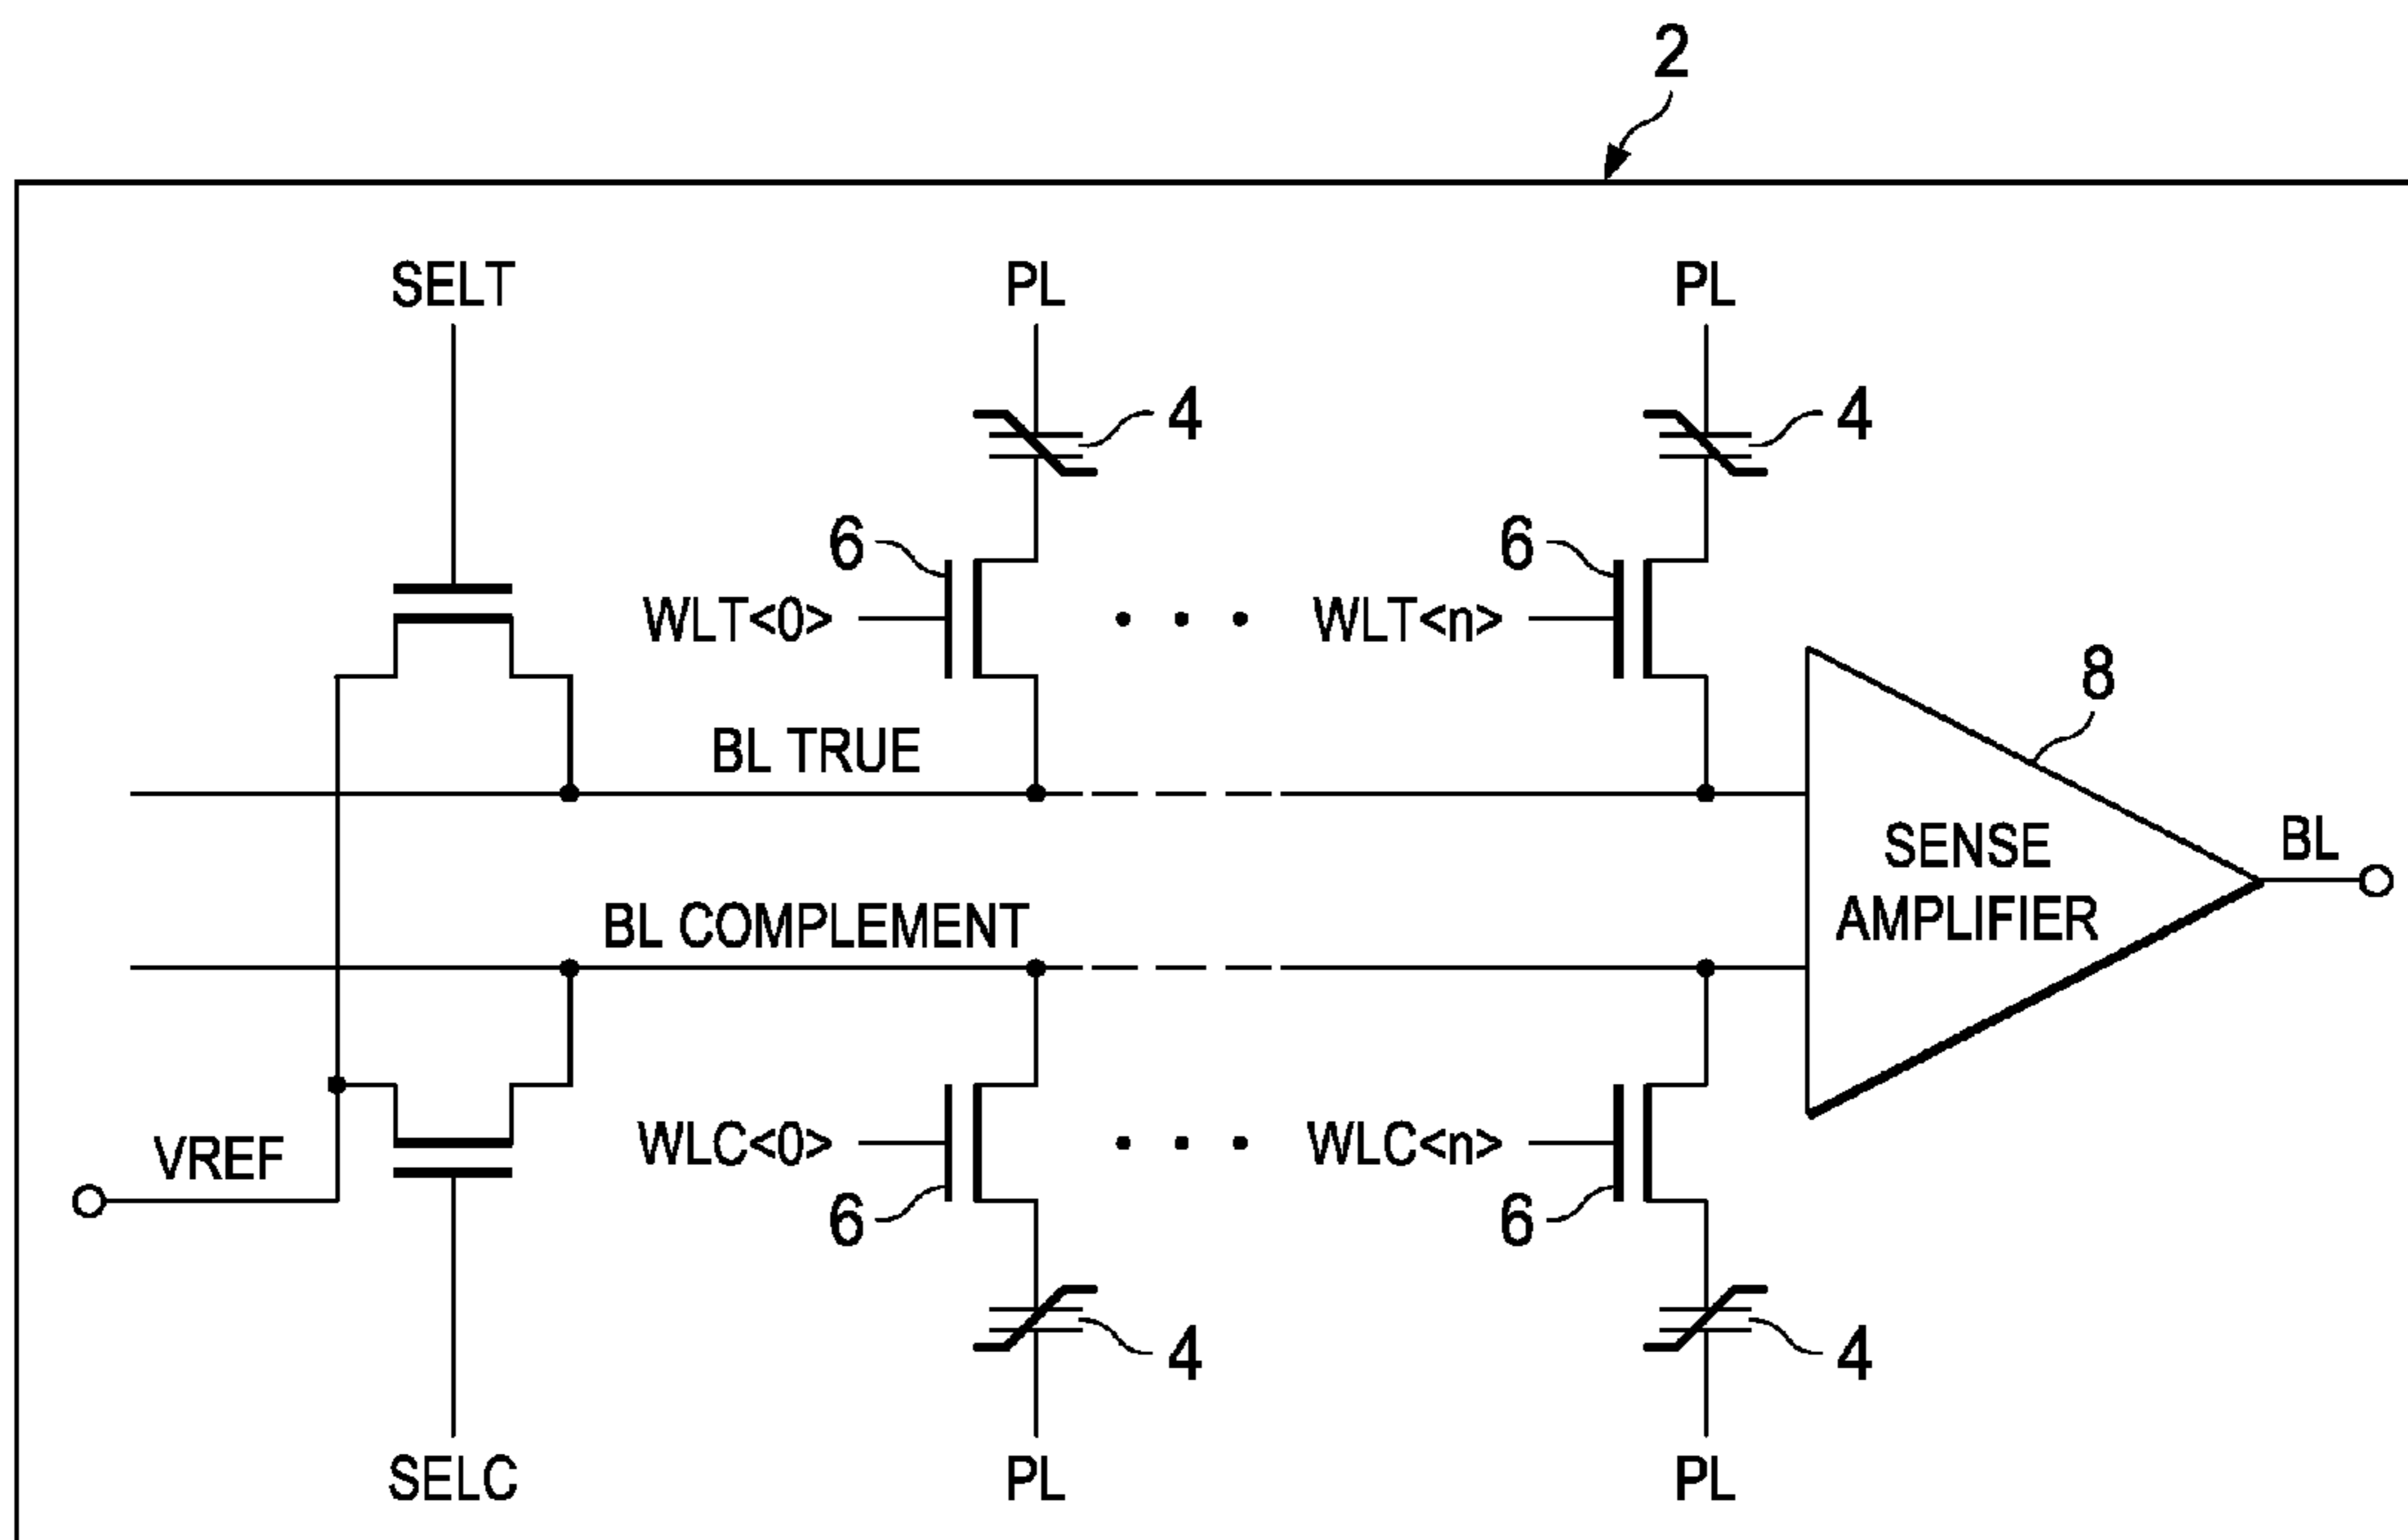 2
SELT
PL
PL
4
4
6
6
WLT<0>
WLT<n>
8
BL TRUE
SENSE
AMPLIFIER
BL
BL COMPLEMENT
VREF
WLC<0>
WLC<n>
6
6
4
4
SELC
PL
PL